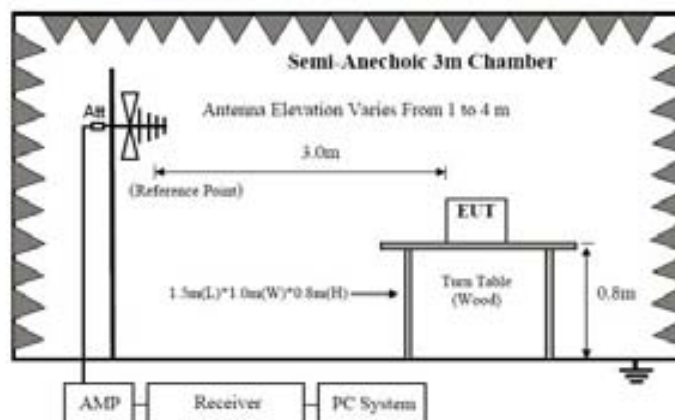 Semi-Anechoic 3m Chamber
Antenna Elevation Varies From 1 to 4 m
Att
3.0m
(Reference Point)
EUT
1.5m(L)*1.0m(W)*0.8m(H)
Turn Table
(Wood)
0.8m
AMP
Receiver
PC System